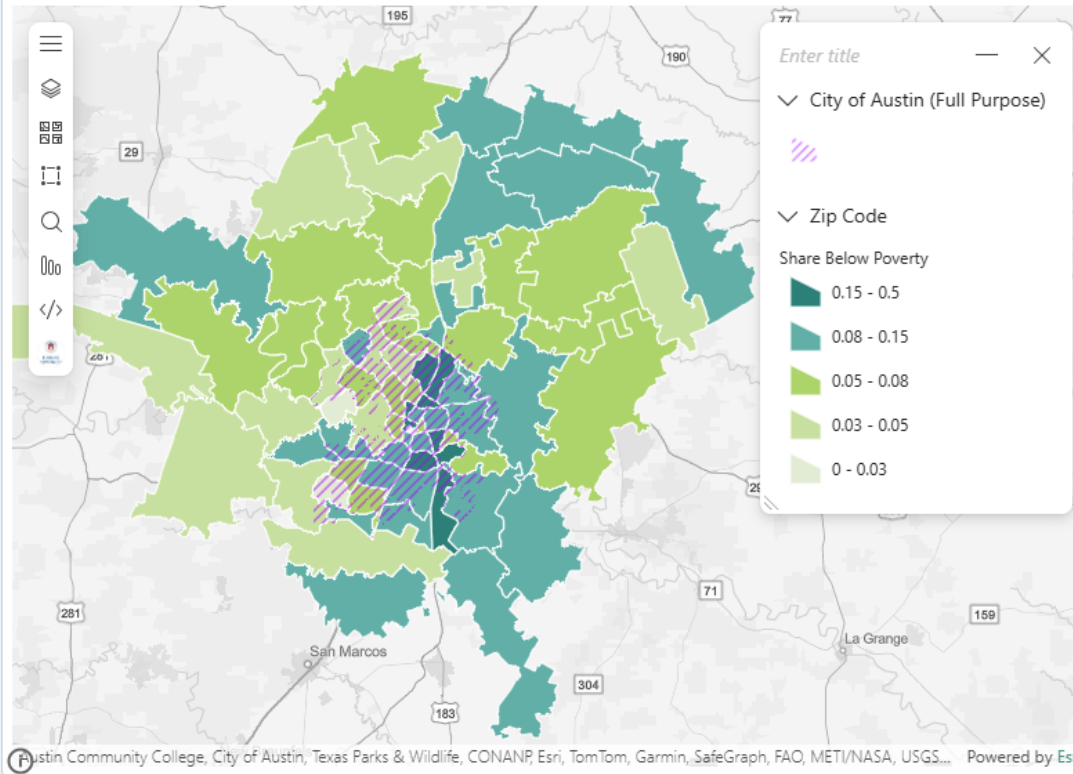 195
77
190
29
281
Enter title
City of Austin (Full Purpose)
Zip Code
Share Below Poverty
0.15 - 0.5
0.08 - 0.15
0.05 - 0.08
0.03 - 0.05
0 - 0.03
29
71
281
159
La Grange
San Marcos
304
183
ustin Community College, City of Austin, Texas Parks & Wildlife, CONANP, Esri, TomTom, Garmin, SafeGraph, FAO, METI/NASA, USGS... Powered by Es